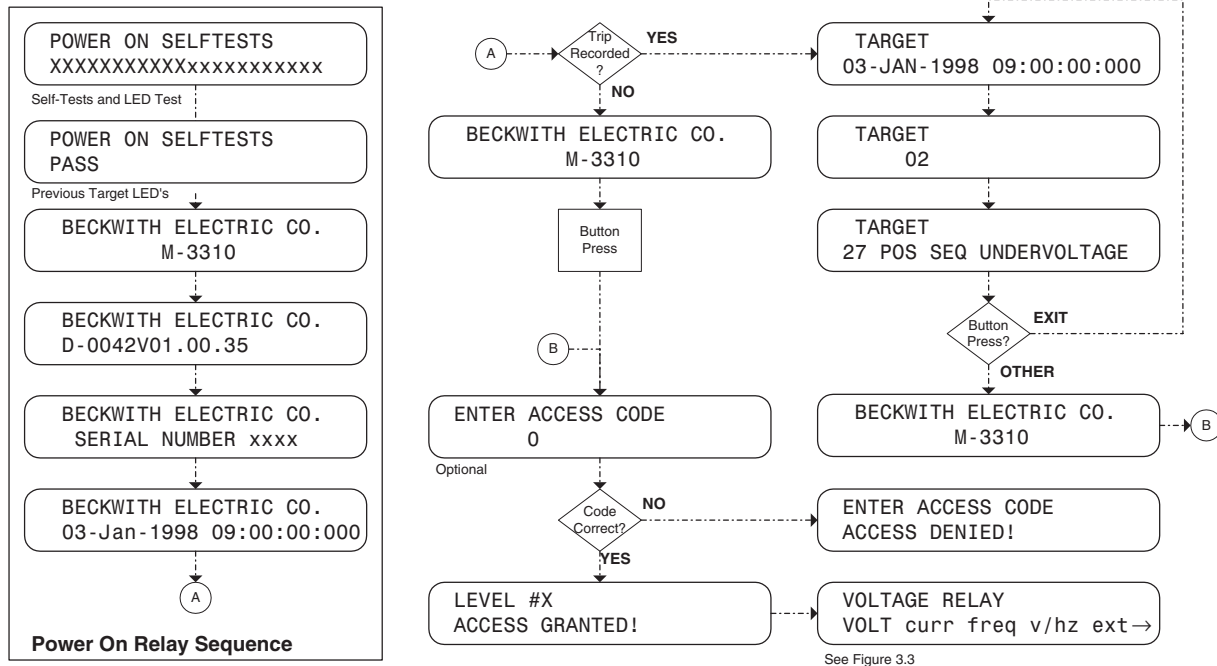 POWER ON SELFTESTS
XXXXXXXXXXXxxxxxxxxxxx
Self-Tests and LED Test
POWER ON SELFTESTS
PASS
Previous Target LED's
BECKWITH ELECTRIC CO.
M-3310
BECKWITH ELECTRIC CO.
D-0042V01.00.35
BECKWITH ELECTRIC CO.
SERIAL NUMBER xxxx
BECKWITH ELECTRIC CO.
03-Jan-1998 09:00:00:000
A
Power On Relay Sequence
A
Trip
Recorded
?
YES
NO
BECKWITH ELECTRIC CO.
M-3310
Button
Press
B
ENTER ACCESS CODE
0
Optional
Code
Correct?
NO
YES
LEVEL #X
ACCESS GRANTED!
TARGET
03-JAN-1998 09:00:00:000
TARGET
02
TARGET
27 POS SEQ UNDERVOLTAGE
Button
Press?
EXIT
OTHER
BECKWITH ELECTRIC CO.
M-3310
B
ENTER ACCESS CODE
ACCESS DENIED!
VOLTAGE RELAY
VOLT curr freq v/hz ext→
See Figure 3.3